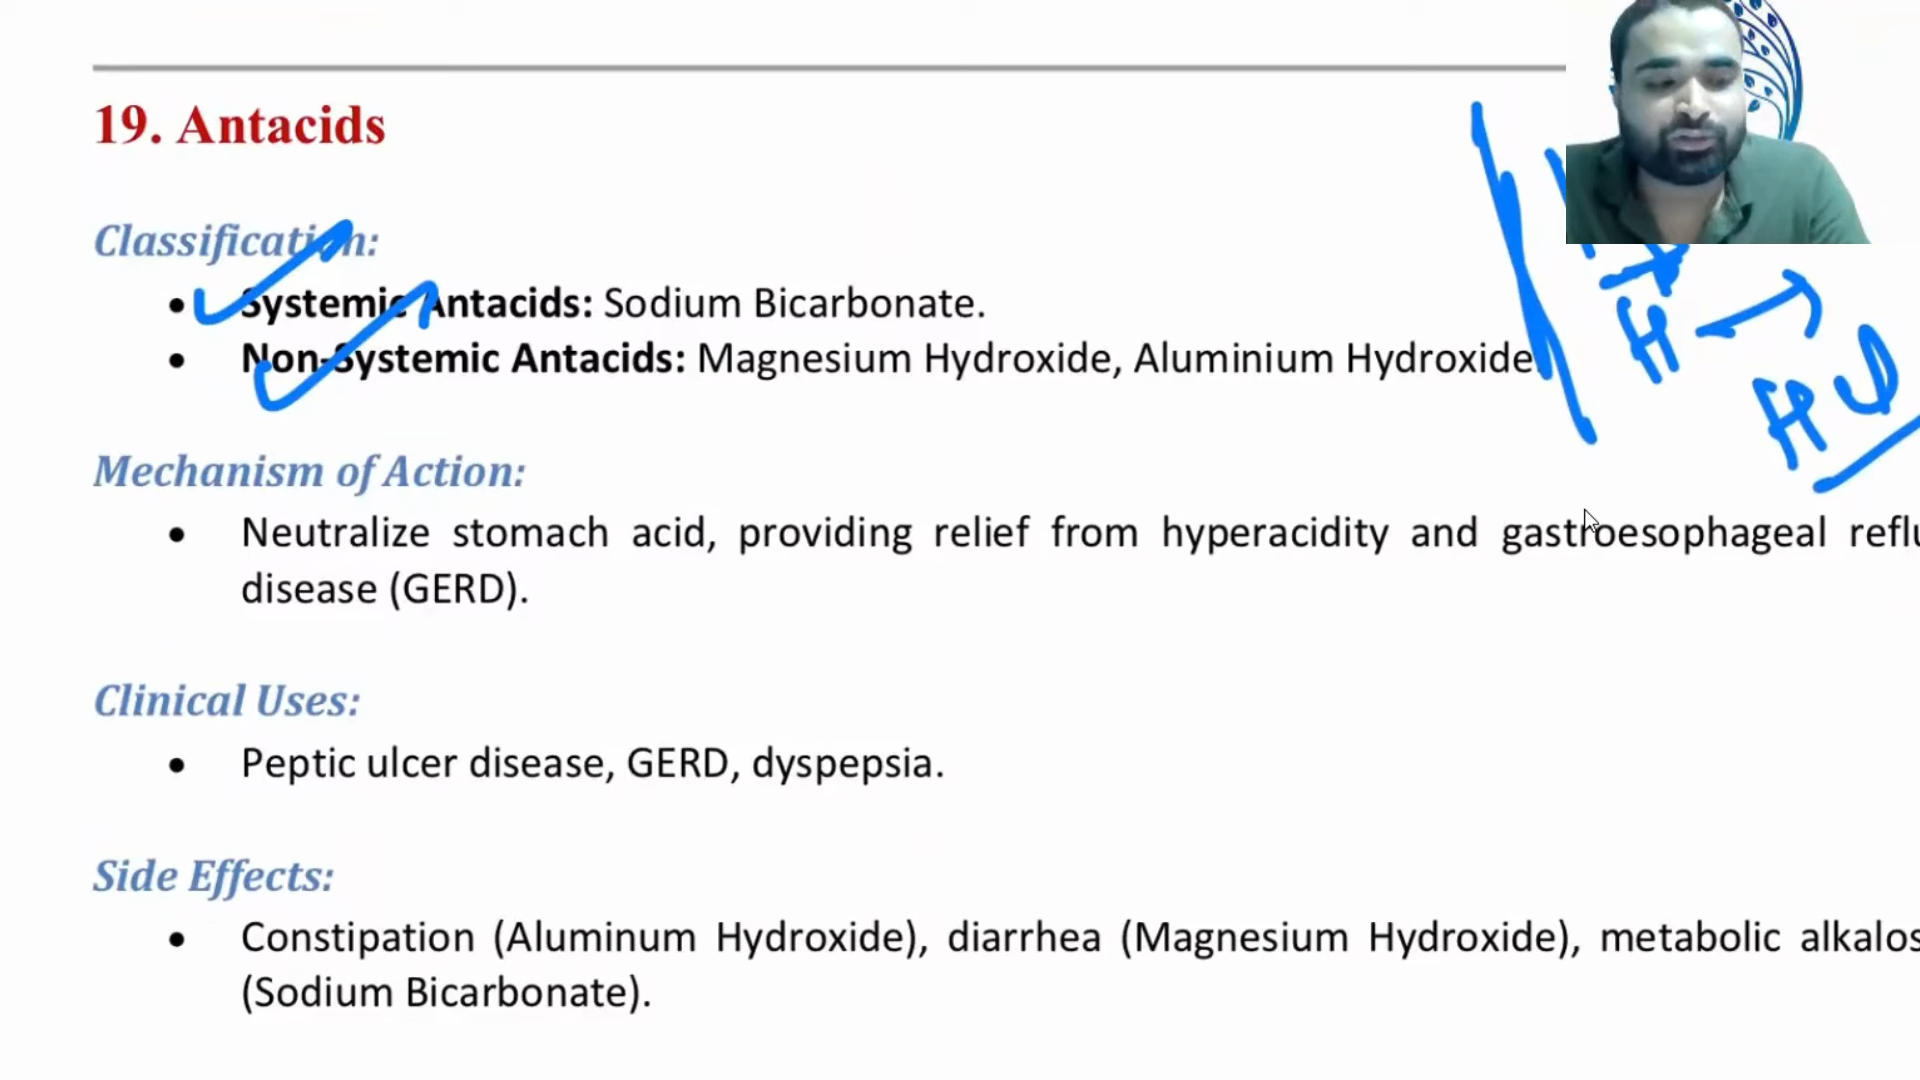 19. Antacids
Classification:
• Systemic Antacids: Sodium Bicarbonate.
• Non-Systemic Antacids: Magnesium Hydroxide, Aluminium Hydroxide
H
H
Mechanism of Action:
• Neutralize stomach acid, providing relief from hyperacidity and gastroesophageal
disease (GERD).
Clinical Uses:
• Peptic ulcer disease, GERD, dyspepsia.
Side Effects:
• Constipation (Aluminum Hydroxide), diarrhea (Magnesium Hydroxide), metabolic
(Sodium Bicarbonate).